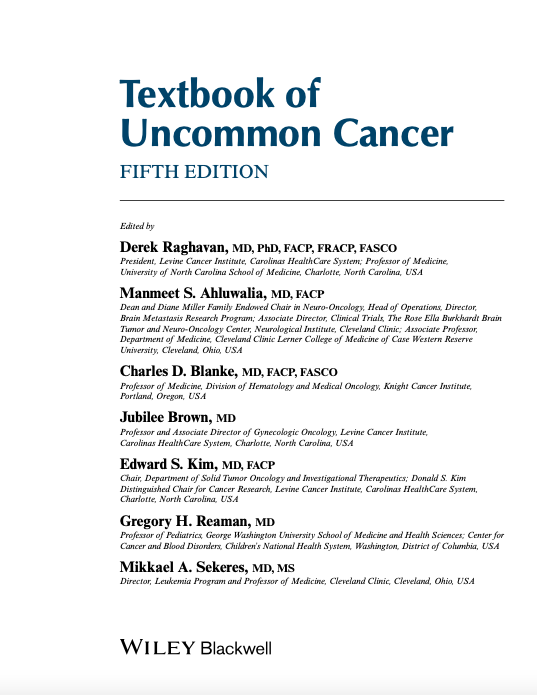 Textbook of
Uncommon Cancer
FIFTH EDITION
Edited by
Derek Raghavan, MD, PhD, FACP, FRACP, FASCO
President, Levine Cancer Institute, Carolinas HealthCare System; Professor of Medicine,
University of North Carolina School of Medicine, Charlotte, North Carolina, USA
Manmeet S. Ahluwalia, MD, FACP
Dean and Diane Miller Family Endowed Chair in Neuro-Oncology, Head of Operations, Director,
Brain Metastasis Research Program; Associate Director, Clinical Trials, The Rose Ella Burkhardt Brain
Tumor and Neuro-Oncology Center, Neurological Institute, Cleveland Clinic; Associate Professor,
Department of Medicine, Cleveland Clinic Lerner College of Medicine of Case Western Reserve
University, Cleveland, Ohio, USA
Charles D. Blanke, MD, FACP, FASCO
Professor of Medicine, Division of Hematology and Medical Oncology, Knight Cancer Institute,
Portland, Oregon, USA
Jubilee Brown, MD
Professor and Associate Director of Gynecologic Oncology, Levine Cancer Institute,
Carolinas HealthCare System, Charlotte, North Carolina, USA
Edward S. Kim, MD, FACP
Chair, Department of Solid Tumor Oncology and Investigational Therapeutics; Donald S. Kim
Distinguished Chair for Cancer Research, Levine Cancer Institute, Carolinas HealthCare System,
Charlotte, North Carolina, USA
Gregory H. Reaman, MD
Professor of Pediatrics, George Washington University School of Medicine and Health Sciences; Center for
Cancer and Blood Disorders, Children's National Health System, Washington, District of Columbia, USA
Mikkael A. Sekeres, MD, MS
Director, Leukemia Program and Professor of Medicine, Cleveland Clinic, Cleveland, Ohio, USA
WILEY Blackwell